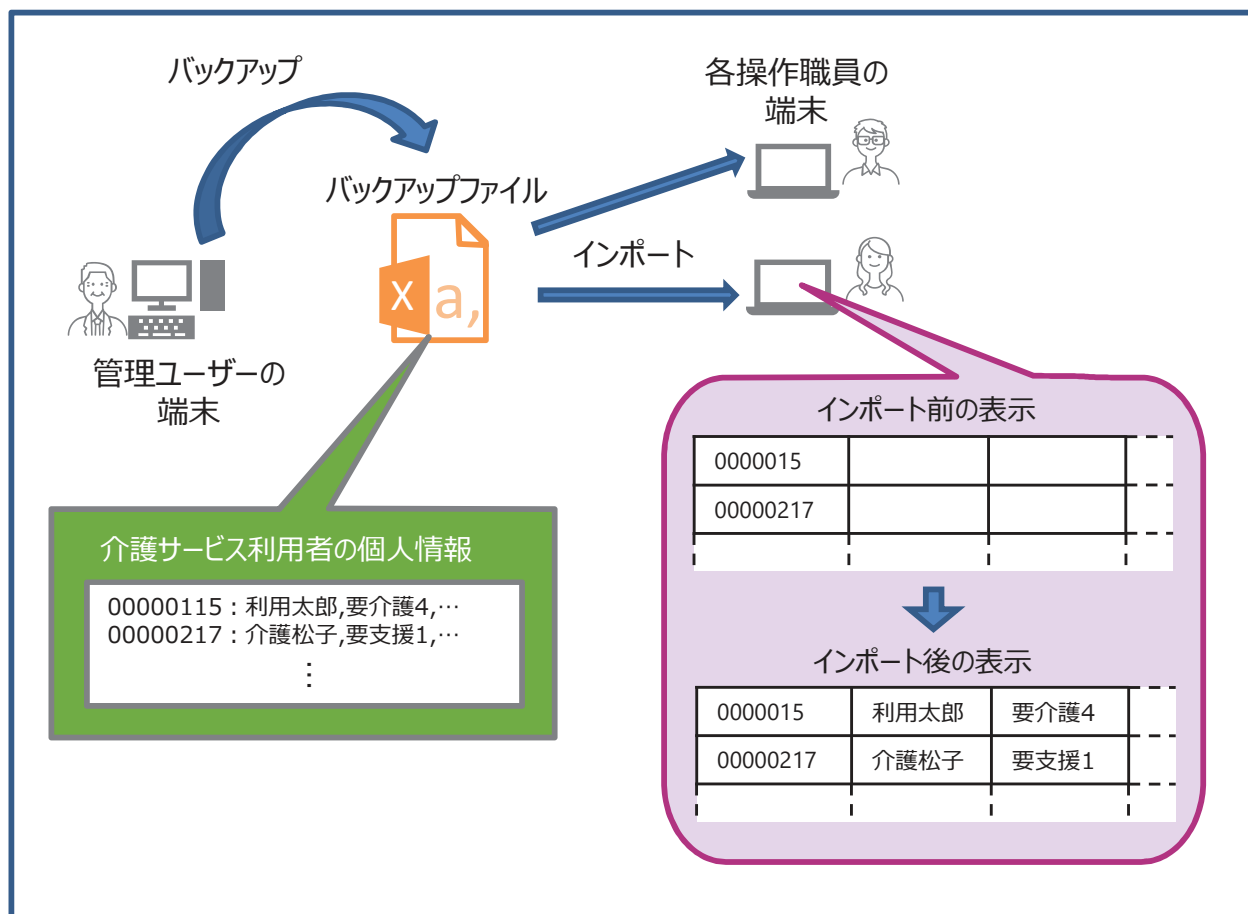 バックアップ
各操作職員の
端末
バックアップファイル
インポート
X a,
管理ユーザーの
端末
インポート前の表示
0000015
00000217
介護サービス利用者の個人情報
00000115：利用太郎,要介護4,…
00000217：介護松子,要支援1,…
⋮
インポート後の表示
0000015 利用太郎 要介護4
00000217 介護松子 要支援1